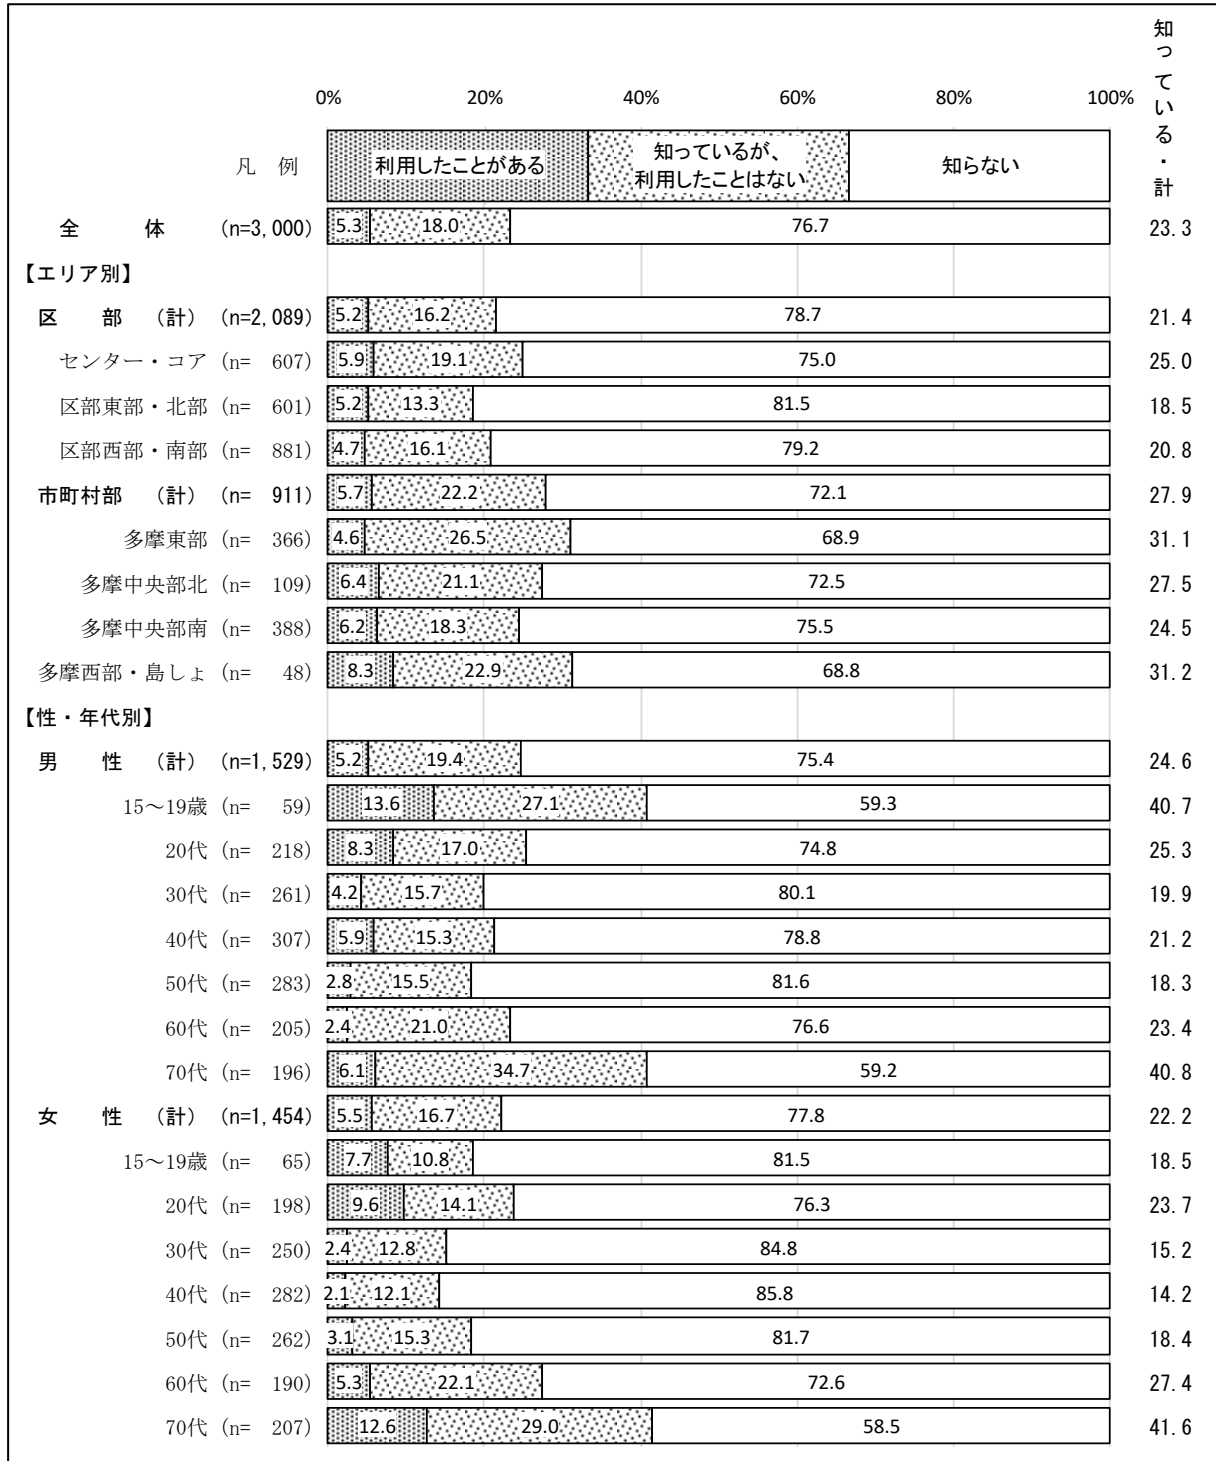 知っている・計
0% 20% 40% 60% 80% 100%
凡 例 利用したことがある 知っているが、 知らない
利用したことはない
全 体 (n=3,000) 5.3 18.0 76.7 23.3
【エリア別】
区 部 (計) (n=2,089) 5.2 16.2 78.7 21.4
センター・コア (n= 607) 5.9 19.1 75.0 25.0
区部東部・北部 (n= 601) 5.2 13.3 81.5 18.5
区部西部・南部 (n= 881) 4.7 16.1 79.2 20.8
市町村部 (計) (n= 911) 5.7 22.2 72.1 27.9
多摩東部 (n= 366) 4.6 26.5 68.9 31.1
多摩中央部北 (n= 109) 6.4 21.1 72.5 27.5
多摩中央部南 (n= 388) 6.2 18.3 75.5 24.5
多摩西部・島しょ (n= 48) 8.3 22.9 68.8 31.2
【性・年代別】
男 性 (計) (n=1,529) 5.2 19.4 75.4 24.6
15～19歳 (n= 59) 13.6 27.1 59.3 40.7
20代 (n= 218) 8.3 17.0 74.8 25.3
30代 (n= 261) 4.2 15.7 80.1 19.9
40代 (n= 307) 5.9 15.3 78.8 21.2
50代 (n= 283) 2.8 15.5 81.6 18.3
60代 (n= 205) 2.4 21.0 76.6 23.4
70代 (n= 196) 6.1 34.7 59.2 40.8
女 性 (計) (n=1,454) 5.5 16.7 77.8 22.2
15～19歳 (n= 65) 7.7 10.8 81.5 18.5
20代 (n= 198) 9.6 14.1 76.3 23.7
30代 (n= 250) 2.4 12.8 84.8 15.2
40代 (n= 282) 2.1 12.1 85.8 14.2
50代 (n= 262) 3.1 15.3 81.7 18.4
60代 (n= 190) 5.3 22.1 72.6 27.4
70代 (n= 207) 12.6 29.0 58.5 41.6